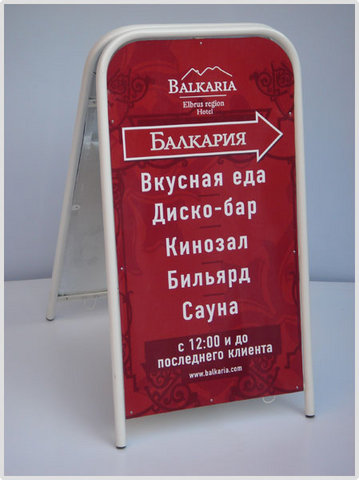 BALKARIA
Elbrus region
Hotel
БАЛКАРИЯ
Вкусная еда
Диско-бар
Кинозал
Бильярд
Сауна
с 12:00 и до
последнего клиента
www.balkaria.com